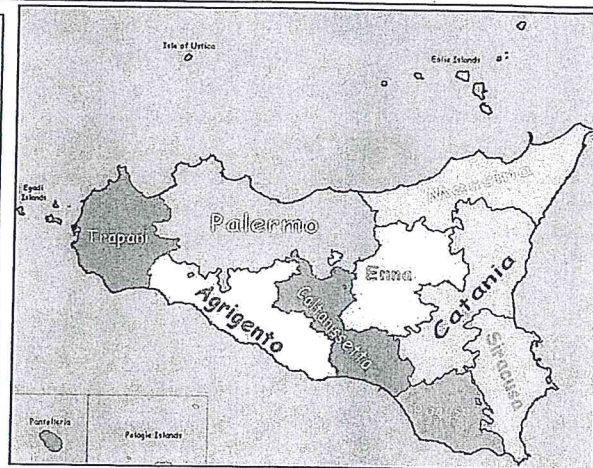 Isle of Ustica
Eolie Islands
Egadi
Islands
Messina
Trapani
Palermo
Enna
Catania
Agrigento
Caltanissetta
Siracusa
Pantelleria
Pelagie Islands